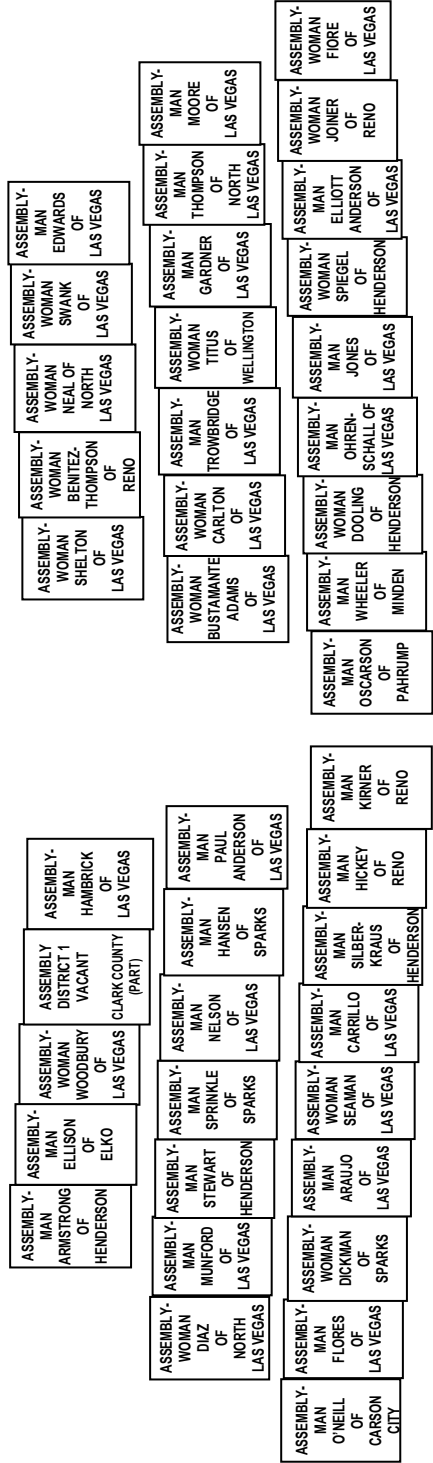 ASSEMBLY-
MAN
ARMSTRONG
OF
HENDERSON
ASSEMBLY-
MAN
ELLISON
OF
ELKO
ASSEMBLY-
WOMAN
WOODBURY
OF
LAS VEGAS
ASSEMBLY
DISTRICT 1
VACANT
CLARK COUNTY
(PART)
ASSEMBLY-
MAN
HAMBRICK
OF
LAS VEGAS
ASSEMBLY-
WOMAN
SHELTON
OF
LAS VEGAS
ASSEMBLY-
WOMAN
BENITEZ-
THOMPSON
OF
RENO
ASSEMBLY-
WOMAN
NEAL OF
NORTH
LAS VEGAS
ASSEMBLY-
WOMAN
SWANK
OF
LAS VEGAS
ASSEMBLY-
MAN
EDWARDS
OF
LAS VEGAS
ASSEMBLY-
WOMAN
DIAZ
OF
NORTH
LAS VEGAS
ASSEMBLY-
MAN
MUNFORD
OF
LAS VEGAS
ASSEMBLY-
MAN
STEWART
OF
HENDERSON
ASSEMBLY-
MAN
SPRINKLE
OF
SPARKS
ASSEMBLY-
MAN
NELSON
OF
LAS VEGAS
ASSEMBLY-
MAN
HANSEN
OF
SPARKS
ASSEMBLY-
MAN
PAUL
ANDERSON
OF
LAS VEGAS
ASSEMBLY-
WOMAN
BUSTAMANTE
ADAMS
OF
LAS VEGAS
ASSEMBLY-
WOMAN
CARLTON
OF
LAS VEGAS
ASSEMBLY-
MAN
TROWBRIDGE
OF
LAS VEGAS
ASSEMBLY-
WOMAN
TITUS
OF
WELLINGTON
ASSEMBLY-
MAN
GARDNER
OF
LAS VEGAS
ASSEMBLY-
MAN
THOMPSON
OF
NORTH
LAS VEGAS
ASSEMBLY-
MAN
MOORE
OF
LAS VEGAS
ASSEMBLY-
MAN
O'NEILL
OF
CARSON
CITY
ASSEMBLY-
MAN
FLORES
OF
LAS VEGAS
ASSEMBLY-
WOMAN
DICKMAN
OF
SPARKS
ASSEMBLY-
MAN
ARAUJO
OF
LAS VEGAS
ASSEMBLY-
WOMAN
SEAMAN
OF
LAS VEGAS
ASSEMBLY-
MAN
CARRILLO
OF
LAS VEGAS
ASSEMBLY-
MAN
SILBER-
KRAUS
OF
HENDERSON
ASSEMBLY-
MAN
HICKEY
OF
RENO
ASSEMBLY-
MAN
KIRNER
OF
RENO
ASSEMBLY-
MAN
OSCARSON
OF
PAHRUMP
ASSEMBLY-
MAN
WHEELER
OF
MINDEN
ASSEMBLY-
WOMAN
DOOLING
OF
HENDERSON
ASSEMBLY-
MAN
OHREN-
SCHALL OF
LAS VEGAS
ASSEMBLY-
MAN
JONES
OF
LAS VEGAS
ASSEMBLY-
WOMAN
SPIEGEL
OF
HENDERSON
ASSEMBLY-
MAN
ELLIOTT
ANDERSON
OF
LAS VEGAS
ASSEMBLY-
WOMAN
JOINER
OF
RENO
ASSEMBLY-
WOMAN
FIORE
OF
LAS VEGAS